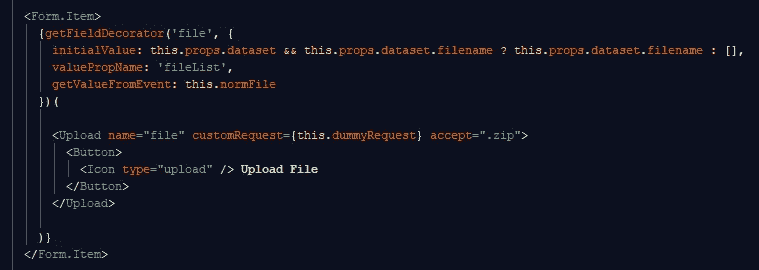 <Form.Item>
{getFieldDecorator('file', {
initialValue: this.props.dataset && this.props.dataset.filename ? this.props.dataset.filename : [],
valuePropName: 'fileList',
getValueFromEvent: this.normFile
})(
<Upload name="file" customRequest={this.dummyRequest} accept=".zip">
<Button>
<Icon type="upload" /> Upload File
</Button>
</Upload>
)}
</Form.Item>